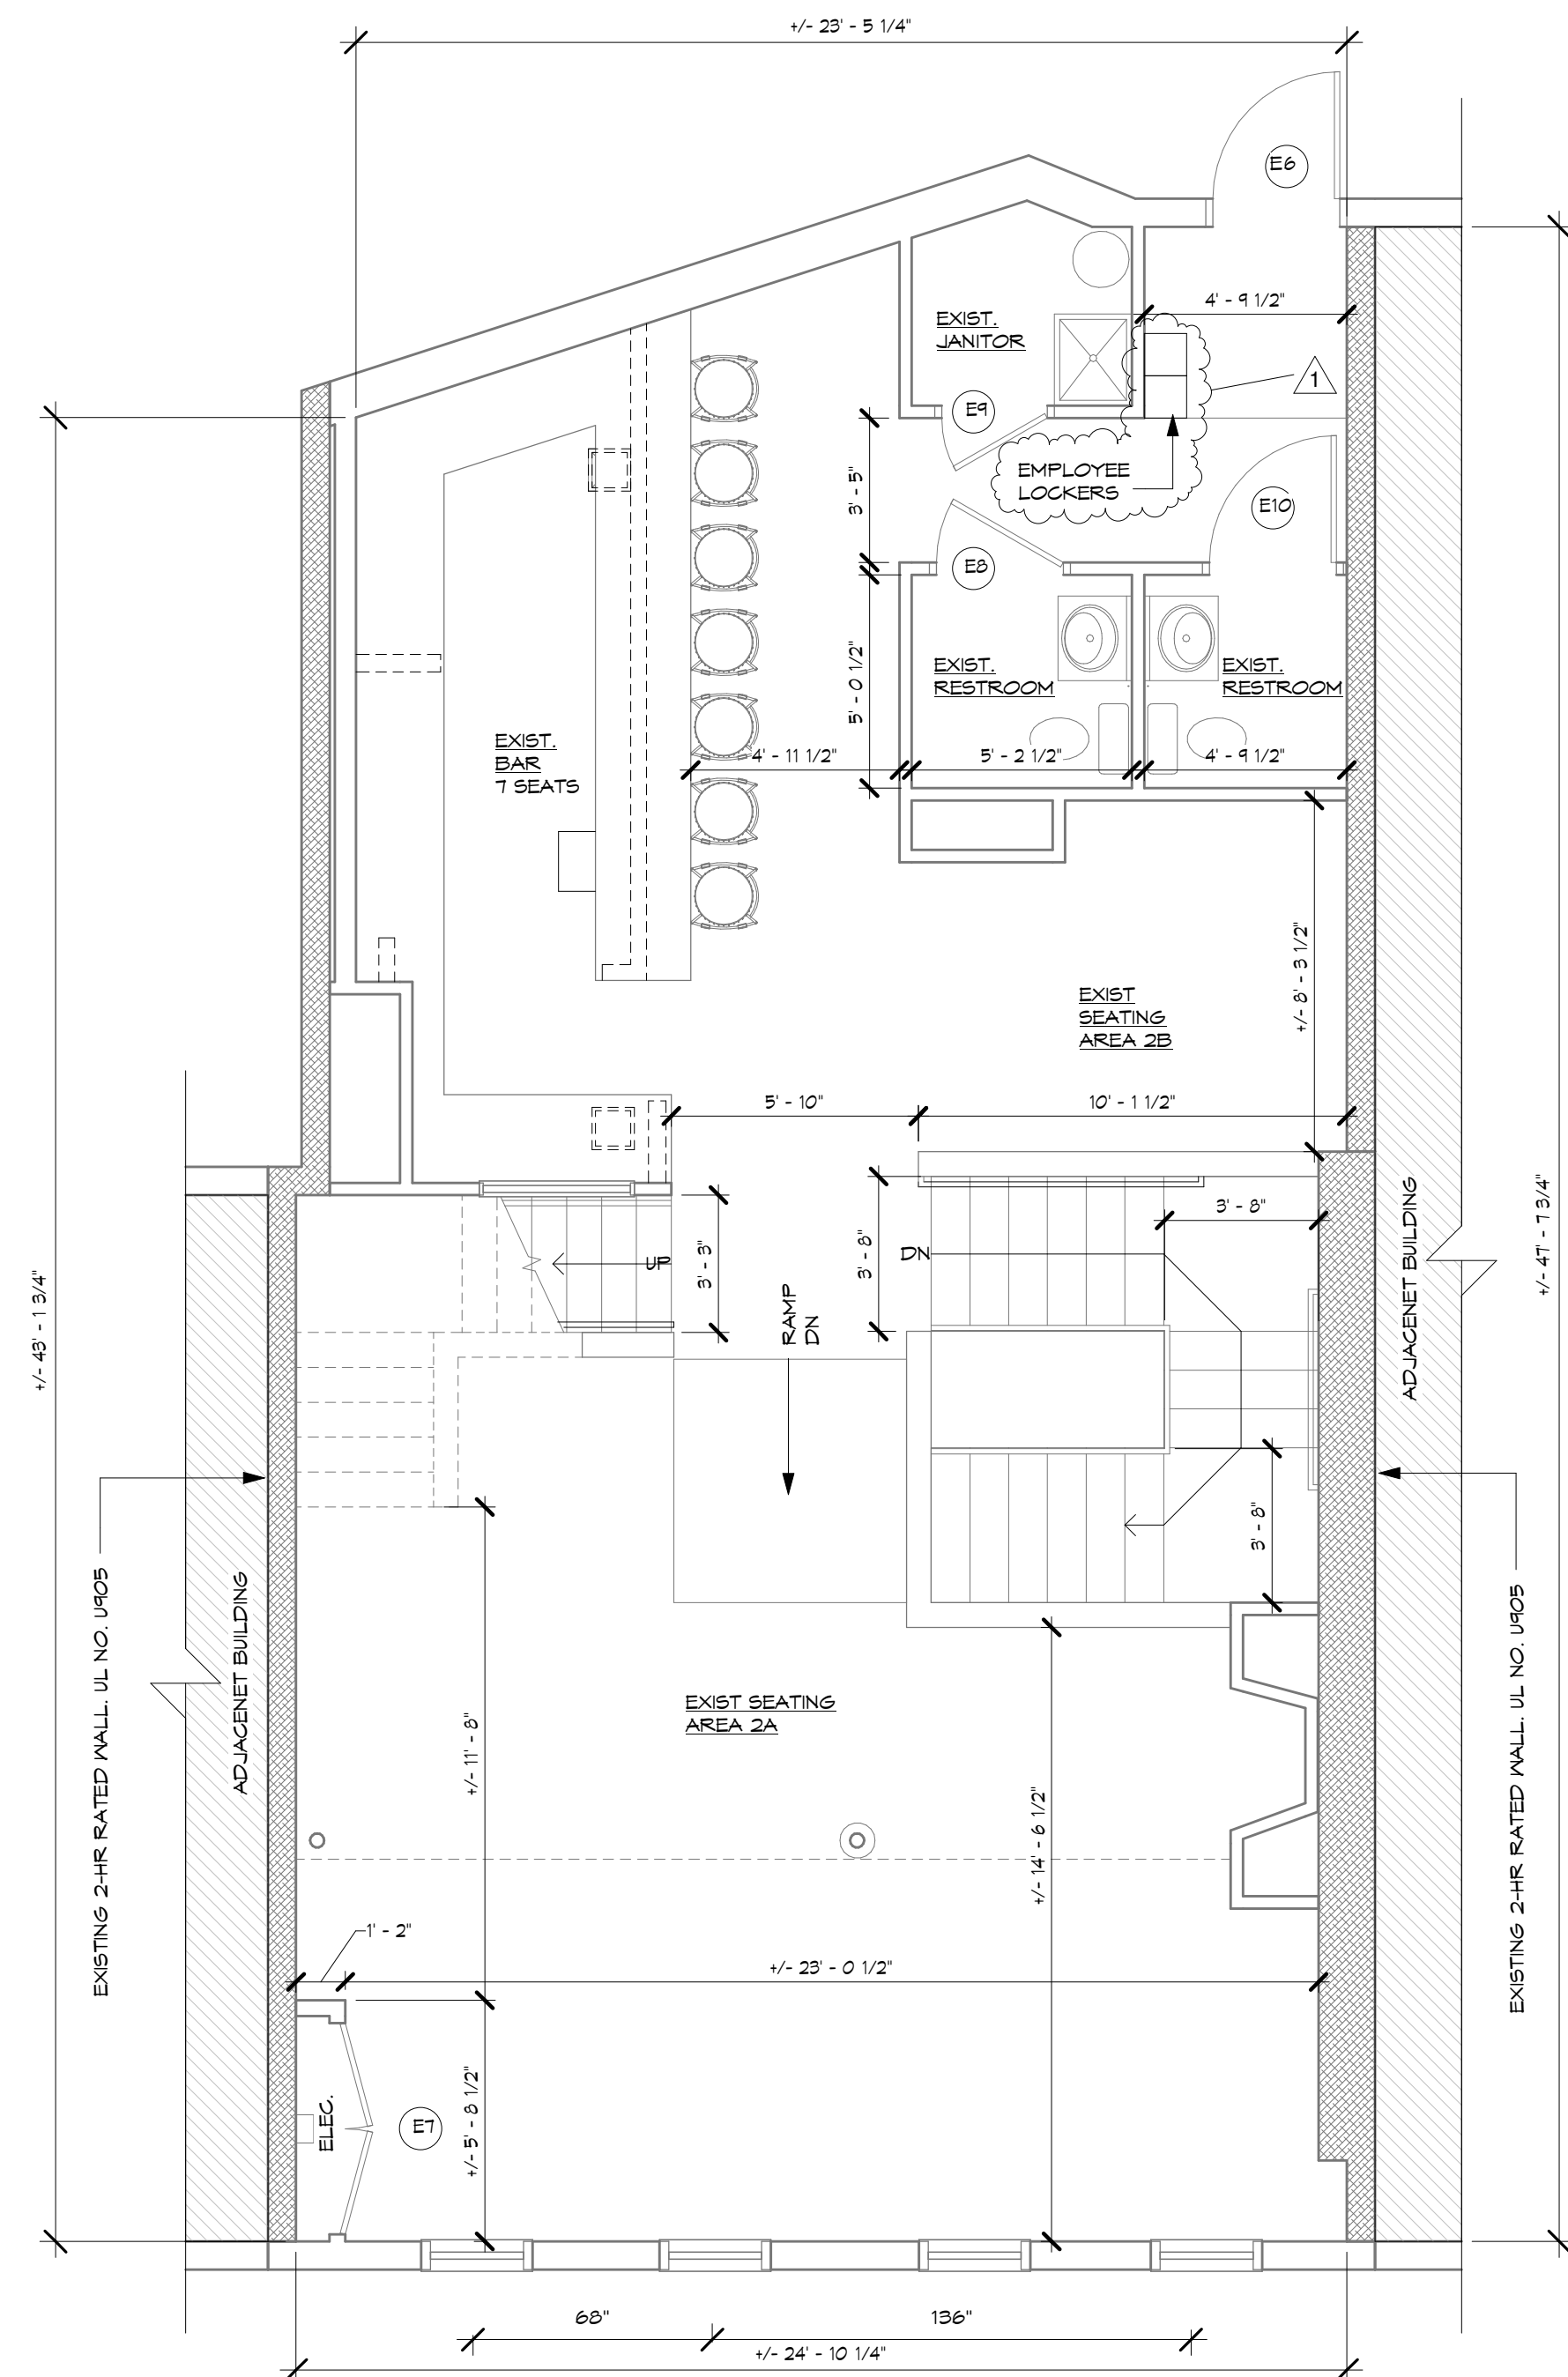 +/- 23' - 5 1/4"
E6
4' - 9 1/2"
EXIST.
JANITOR
1
E9
EMPLOYEE
LOCKERS
3' - 5"
E10
E8
EXIST.
RESTROOM
EXIST.
RESTROOM
5' - 0 1/2"
EXIST.
BAR
7 SEATS
4' - 11 1/2"
5' - 2 1/2"
4' - 9 1/2"
+/- 8' - 3 1/2"
EXIST
SEATING
AREA 2B
5' - 10"
10' - 1 1/2"
3' - 8"
ADJACENET BUILDING
+/- 47' - 7 3/4"
UP
3' - 3"
3' - 8"
DN
RAMP
DN
+/- 43' - 1 3/4"
3' - 8"
EXISTING 2-HR RATED WALL. UL NO. U905
ADJACENET BUILDING
EXISTING 2-HR RATED WALL. UL NO. U905
EXIST SEATING
AREA 2A
+/- 11' - 8"
+/- 14' - 6 1/2"
1' - 2"
+/- 23' - 0 1/2"
ELEC.
E7
+/- 5' - 8 1/2"
68"
136"
+/- 24' - 10 1/4"